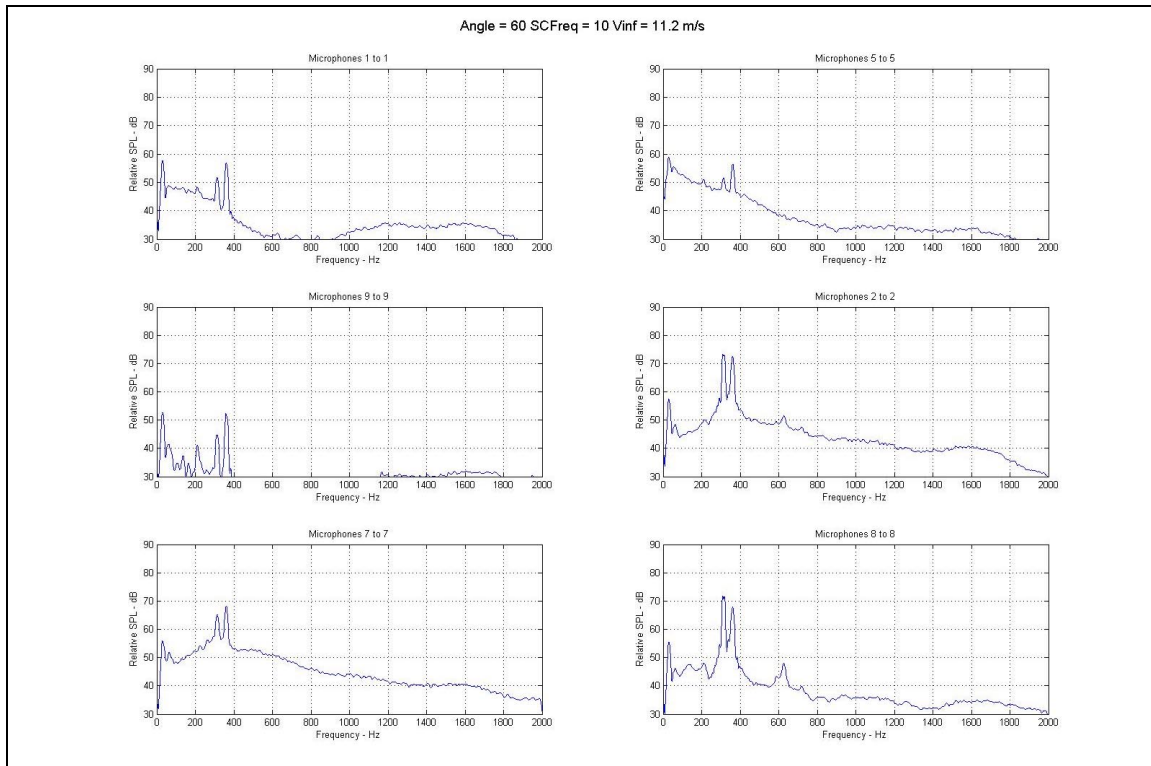 Angle = 60 SCFreq = 10 Vinf = 11.2 m/s
Microphones 1 to 1
90
80
70
60
50
40
30
Relative SPL - dB
0 200 400 600 800 1000 1200 1400 1600 1800 2000
Frequency - Hz
Microphones 5 to 5
90
80
70
60
50
40
30
Relative SPL - dB
0 200 400 600 800 1000 1200 1400 1600 1800 2000
Frequency - Hz
Microphones 9 to 9
90
80
70
60
50
40
30
Relative SPL - dB
0 200 400 600 800 1000 1200 1400 1600 1800 2000
Frequency - Hz
Microphones 2 to 2
90
80
70
60
50
40
30
Relative SPL - dB
0 200 400 600 800 1000 1200 1400 1600 1800 2000
Frequency - Hz
Microphones 7 to 7
90
80
70
60
50
40
30
Relative SPL - dB
0 200 400 600 800 1000 1200 1400 1600 1800 2000
Frequency - Hz
Microphones 8 to 8
90
80
70
60
50
40
30
Relative SPL - dB
0 200 400 600 800 1000 1200 1400 1600 1800 2000
Frequency - Hz